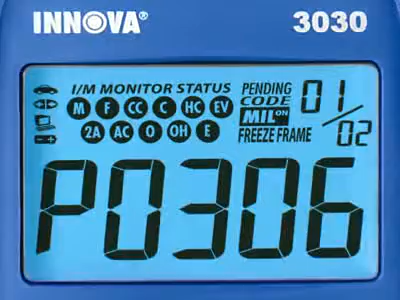 INNOVA® 3030
I/M MONITOR STATUS
M F CC C HC EV
2A AC O OH E
PENDING
CODE
MIL ON
FREEZE FRAME
01/02
P0306